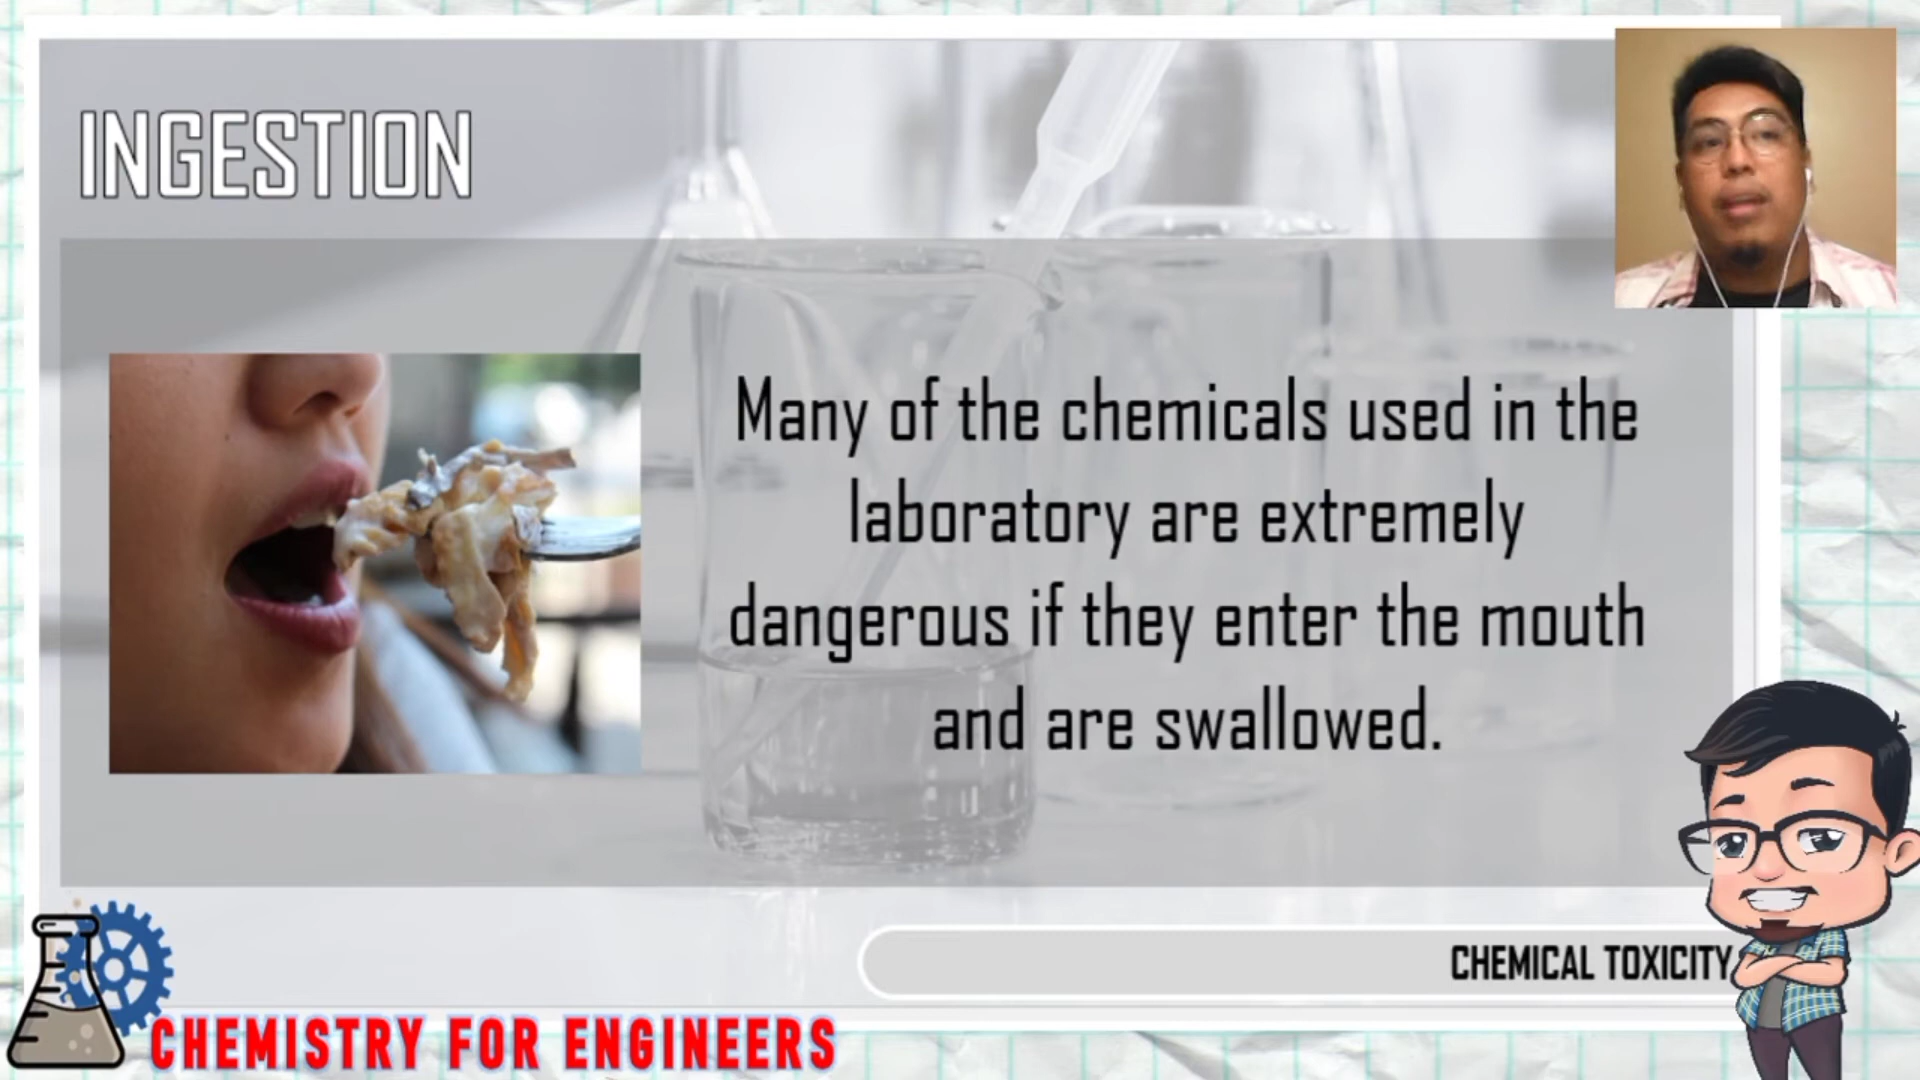 INGESTION
Many of the chemicals used in the
laboratory are extremely
dangerous if they enter the mouth
and are swallowed.
CHEMICAL TOXICITY
CHEMISTRY FOR ENGINEERS